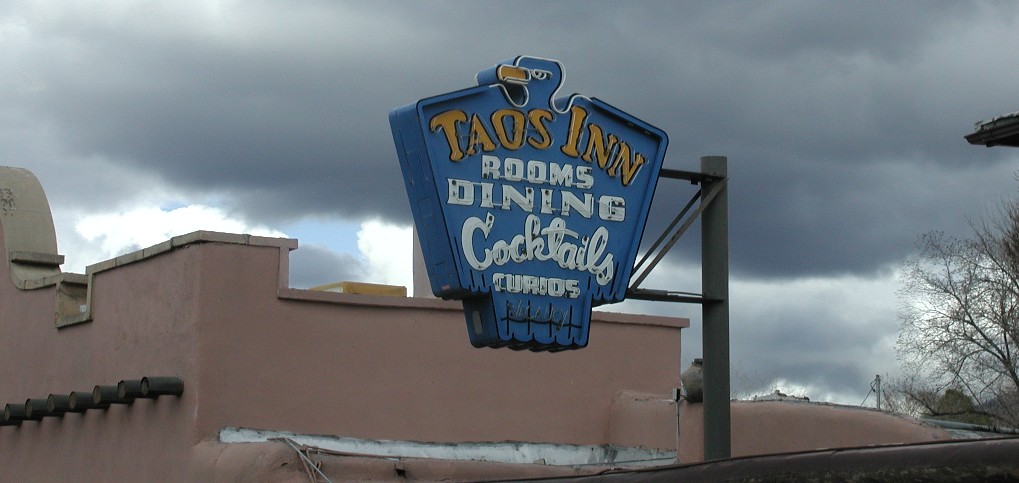 TAOS INN
ROOMS
DINING
Cocktails
CURIOS